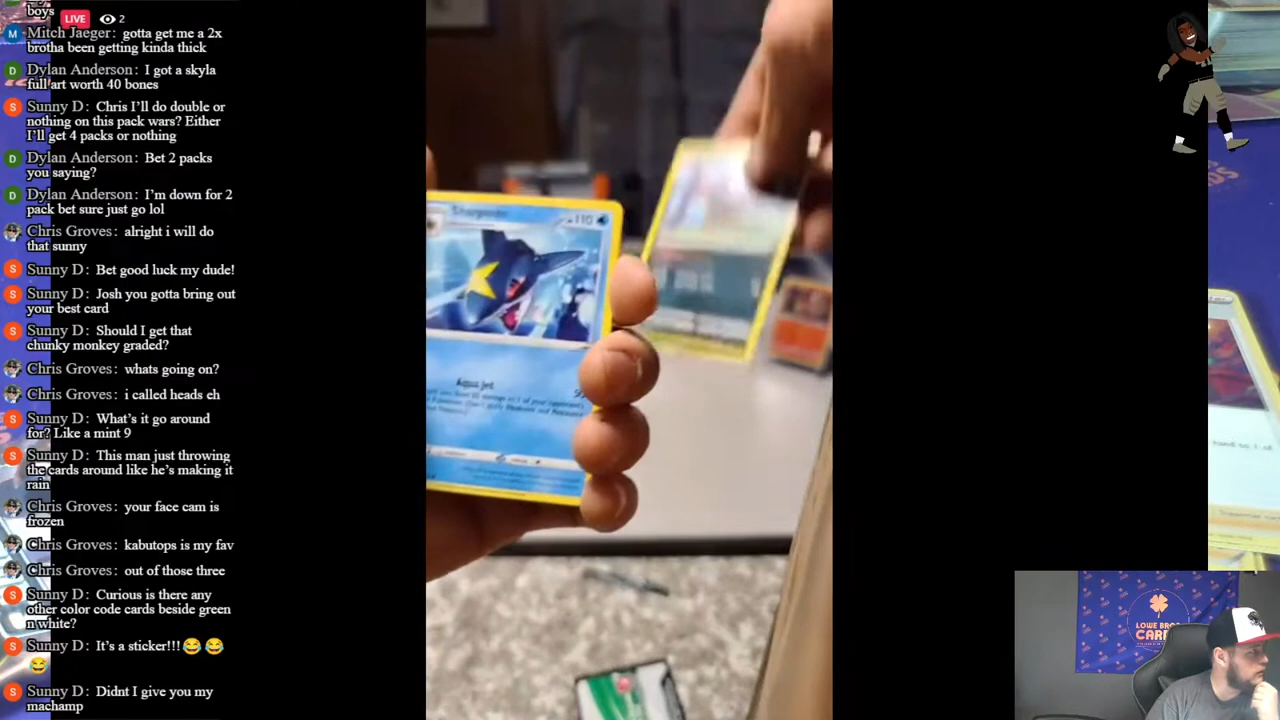 boys
LIVE 2
Mitch Jaeger: gotta get me a 2x
brotha been getting kinda thick
Dylan Anderson: I got a skyla
full art worth 40 bones
Sunny D: Chris I’ll do double or
nothing on this pack wars? Either
I’ll get 4 packs or nothing
Dylan Anderson: Bet 2 packs
you saying?
Dylan Anderson: I’m down for 2
pack bet sure just go lol
Chris Groves: alright i will do
that sunny
Sunny D: Bet good luck my dude!
Sunny D: Josh you gotta bring out
your best card
Sunny D: Should I get that
chunky monkey graded?
Chris Groves: whats going on?
Chris Groves: i called heads eh
Sunny D: What’s it go around
for? Like a mint 9
Sunny D: This man just throwing
the cards around like he’s making it
rain
Chris Groves: your face cam is
frozen
Chris Groves: kabutops is my fav
Chris Groves: out of those three
Sunny D: Curious is there any
other color code cards beside green
n white?
Sunny D: It’s a sticker!!!😂 😂
😂
Sunny D: Didnt I give you my
machamp
Sharpedo 110
Aqua Jet 50
LOWE BROS
CARDS